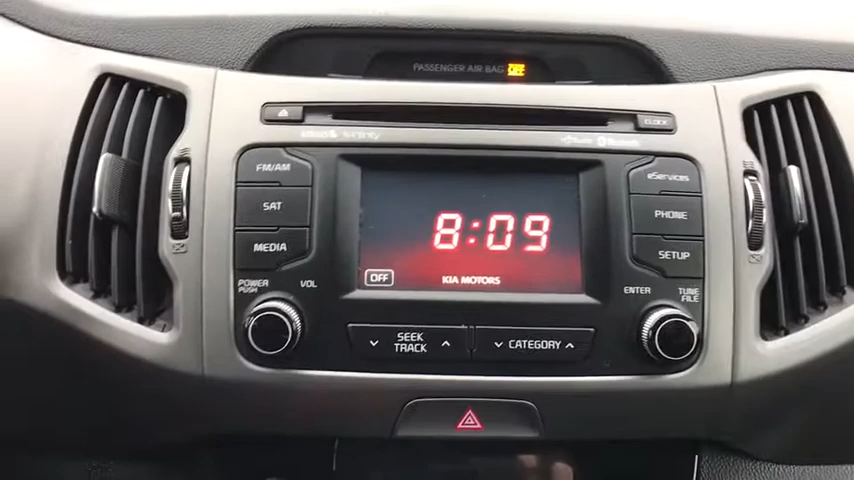 PASSENGER AIR BAG OFF
CLOCK
FM/AM
SAT
MEDIA
POWER
PUSH
VOL
8:09
OFF
KIA MOTORS
eServices
PHONE
SETUP
ENTER
TUNE
FILE
SEEK
TRACK
CATEGORY